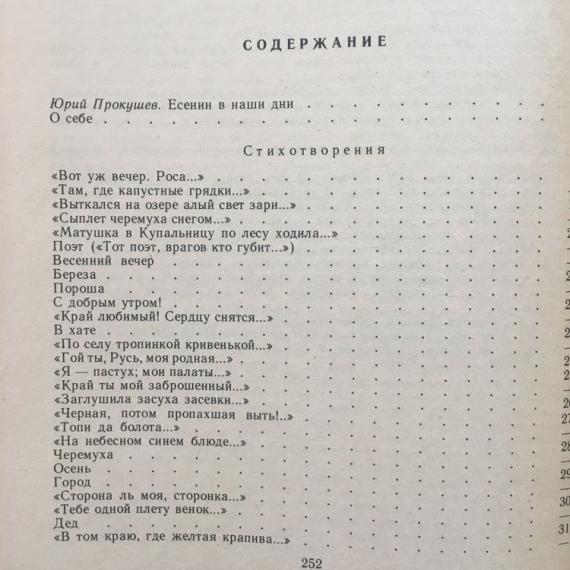 СОДЕРЖАНИЕ
Юрий Прокушев. Есенин в наши дни
О себе
Стихотворения
«Вот уж вечер. Роса...»
«Там, где капустные грядки...»
«Выткался на озере алый свет зари...»
«Сыплет черемуха снегом...»
«Матушка в Купальницу по лесу ходила...»
Поэт («Тот поэт, врагов кто губит...»)
Весенний вечер
Береза
Пороша
С добрым утром!
«Край любимый! Сердцу снятся...»
В хате
«По селу тропинкой кривенькой...»
«Гой ты, Русь, моя родная...»
«Я — пастух; мои палаты...»
«Край ты мой заброшенный...»
«Заглушила засуха засевки...»
«Черная, потом пропахшая выть!..»
«Топи да болота...»
«На небесном синем блюде...»
Черемуха
Осень
Город
«Сторона ль моя, сторонка...»
«Тебе одной плету венок...»
Дед
«В том краю, где желтая крапива...»
252